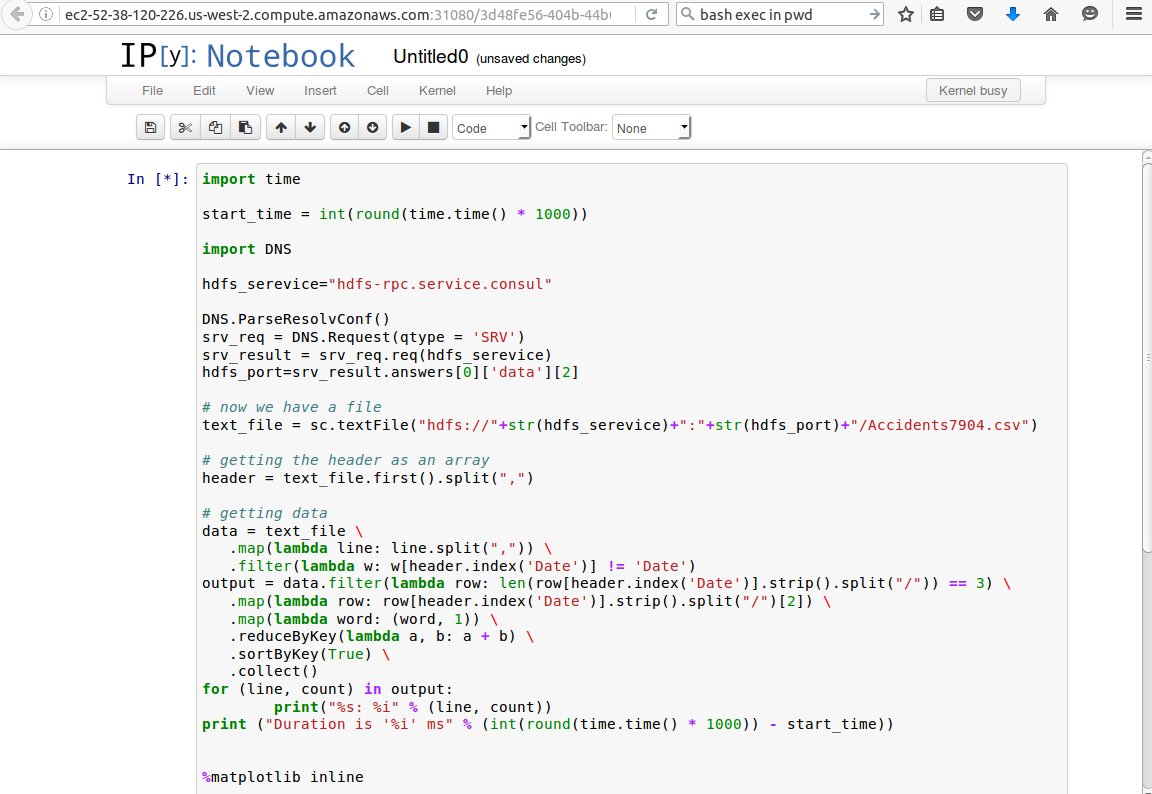 ec2-52-38-120-226.us-west-2.compute.amazonaws.com:31080/3d48fe56-404b-44b
bash exec in pwd
IP[y]: Notebook Untitled0 (unsaved changes)
File Edit View Insert Cell Kernel Help Kernel busy
Code Cell Toolbar: None
In [*]: import time
start_time = int(round(time.time() * 1000))
import DNS
hdfs_serevice="hdfs-rpc.service.consul"
DNS.ParseResolvConf()
srv_req = DNS.Request(qtype = 'SRV')
srv_result = srv_req.req(hdfs_serevice)
hdfs_port=srv_result.answers[0]['data'][2]
# now we have a file
text_file = sc.textFile("hdfs://"+str(hdfs_serevice)+":"+str(hdfs_port)+"/Accidents7904.csv")
# getting the header as an array
header = text_file.first().split(",")
# getting data
data = text_file \
.map(lambda line: line.split(",")) \
.filter(lambda w: w[header.index('Date')] != 'Date')
output = data.filter(lambda row: len(row[header.index('Date')].strip().split("/")) == 3) \
.map(lambda row: row[header.index('Date')].strip().split("/")[2]) \
.map(lambda word: (word, 1)) \
.reduceByKey(lambda a, b: a + b) \
.sortByKey(True) \
.collect()
for (line, count) in output:
print("%s: %i" % (line, count))
print ("Duration is '%i' ms" % (int(round(time.time() * 1000)) - start_time))
%matplotlib inline